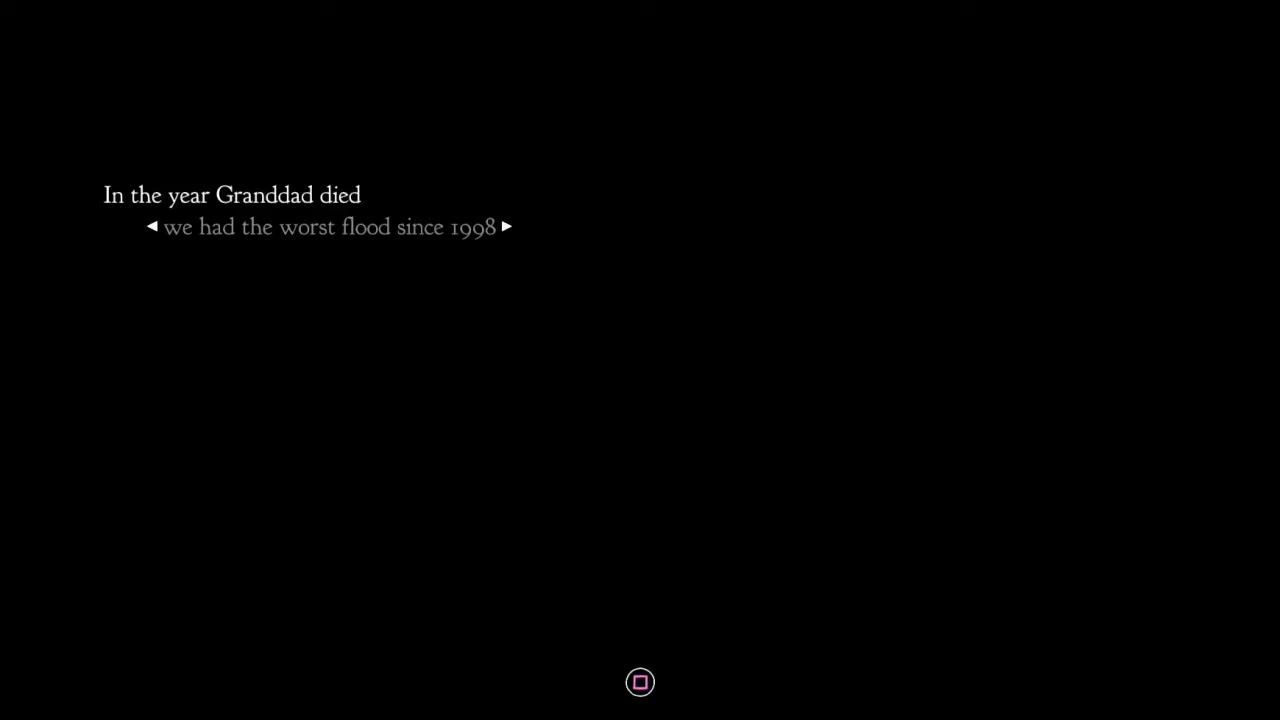 In the year Granddad died
we had the worst flood since 1998